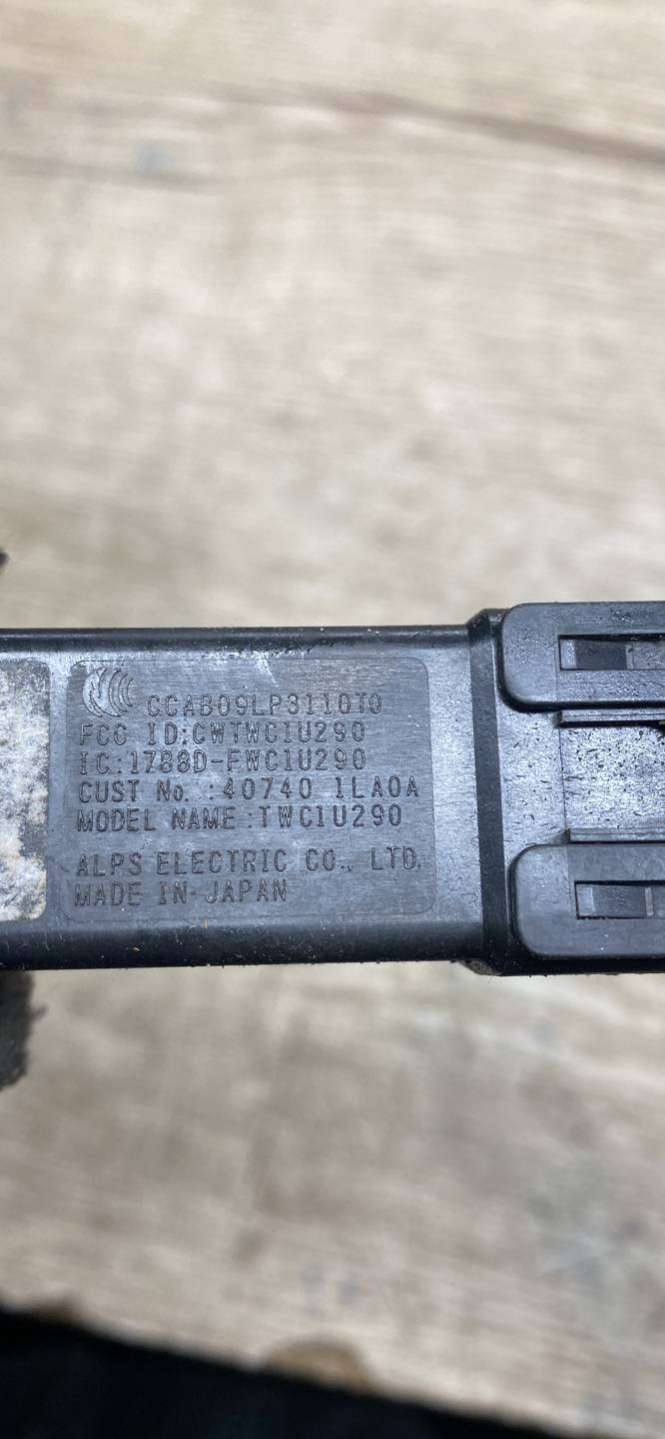 CCAB09LP3110T0
FCC ID:CWTWC1U290
IC:1788D-FWC1U290
CUST No. :40740 1LA0A
MODEL NAME:TWC1U290
ALPS ELECTRIC CO., LTD.
MADE IN JAPAN